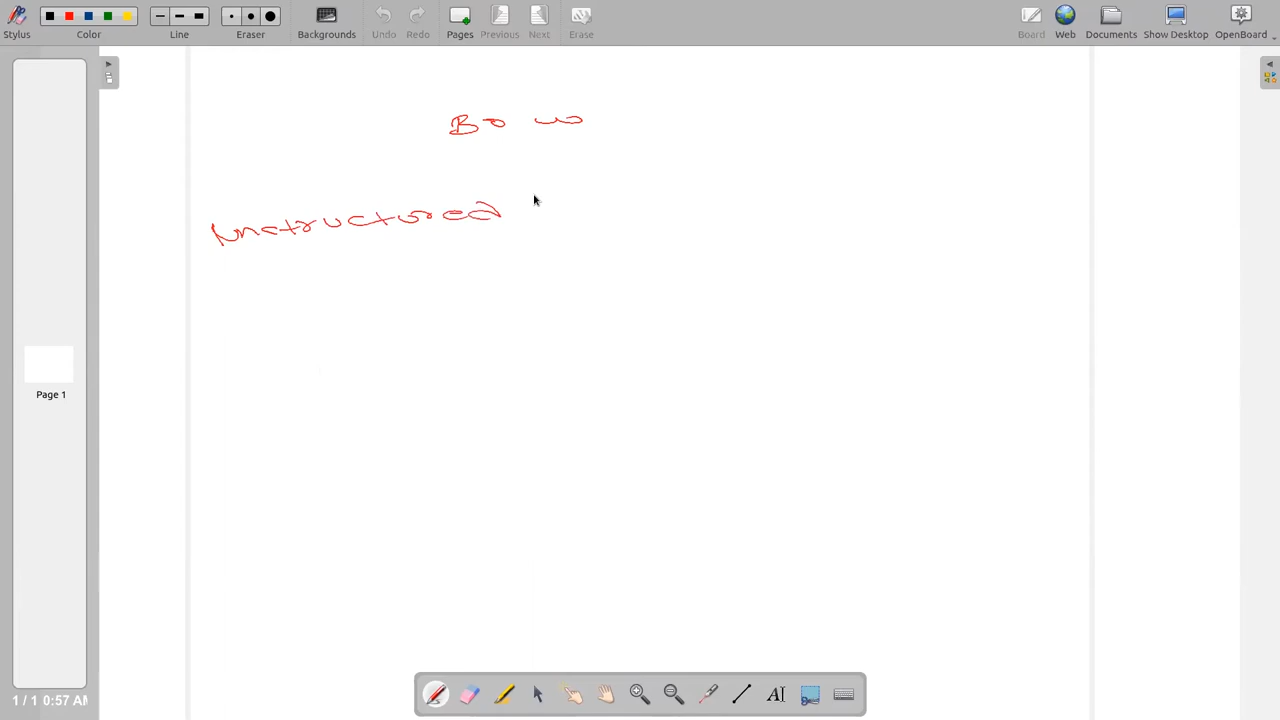 Stylus Color Line Eraser Backgrounds Undo Redo Pages Previous Next Erase Board Web Documents Show Desktop OpenBoard
Bo w
Unstructured
Page 1
1 / 1 0:57 AM